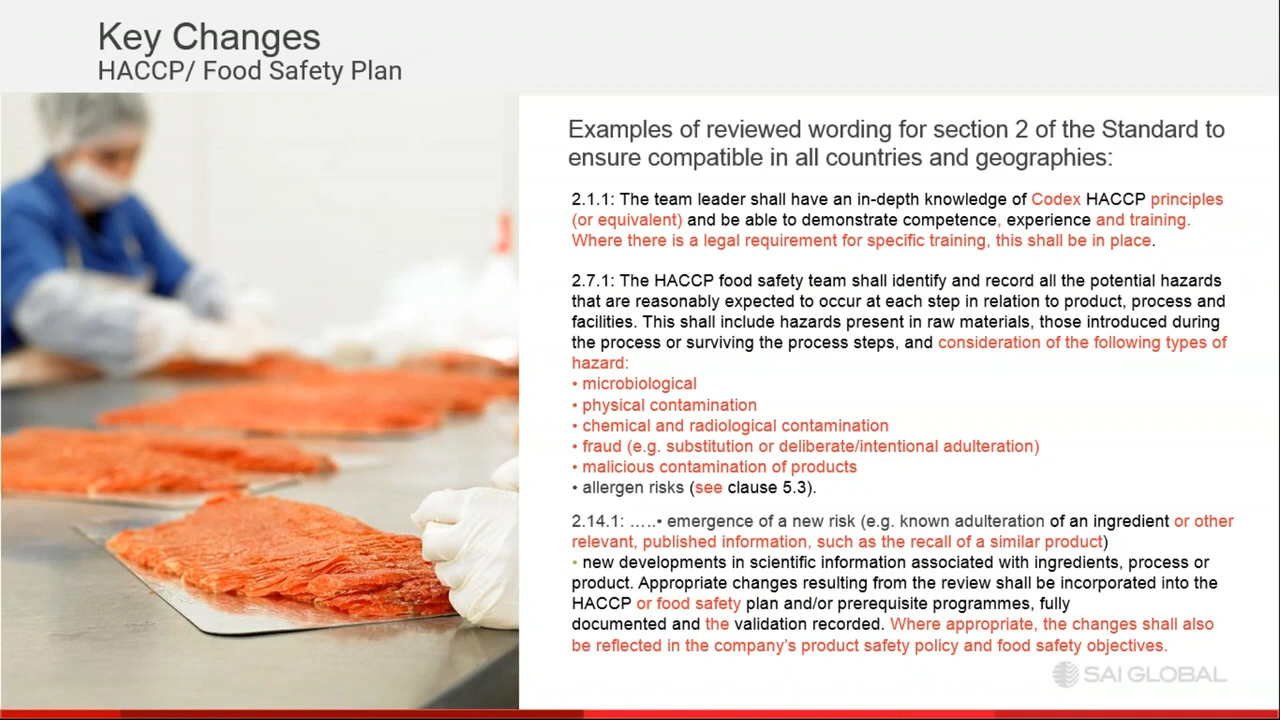 Key Changes
HACCP/ Food Safety Plan
Examples of reviewed wording for section 2 of the Standard to
ensure compatible in all countries and geographies:
2.1.1: The team leader shall have an in-depth knowledge of Codex HACCP principles
(or equivalent) and be able to demonstrate competence, experience and training.
Where there is a legal requirement for specific training, this shall be in place.
2.7.1: The HACCP food safety team shall identify and record all the potential hazards
that are reasonably expected to occur at each step in relation to product, process and
facilities. This shall include hazards present in raw materials, those introduced during
the process or surviving the process steps, and consideration of the following types of
hazard:
• microbiological
• physical contamination
• chemical and radiological contamination
• fraud (e.g. substitution or deliberate/intentional adulteration)
• malicious contamination of products
• allergen risks (see clause 5.3).
2.14.1: …..• emergence of a new risk (e.g. known adulteration of an ingredient or other
relevant, published information, such as the recall of a similar product)
• new developments in scientific information associated with ingredients, process or
product. Appropriate changes resulting from the review shall be incorporated into the
HACCP or food safety plan and/or prerequisite programmes, fully
documented and the validation recorded. Where appropriate, the changes shall also
be reflected in the company's product safety policy and food safety objectives.
SAI GLOBAL